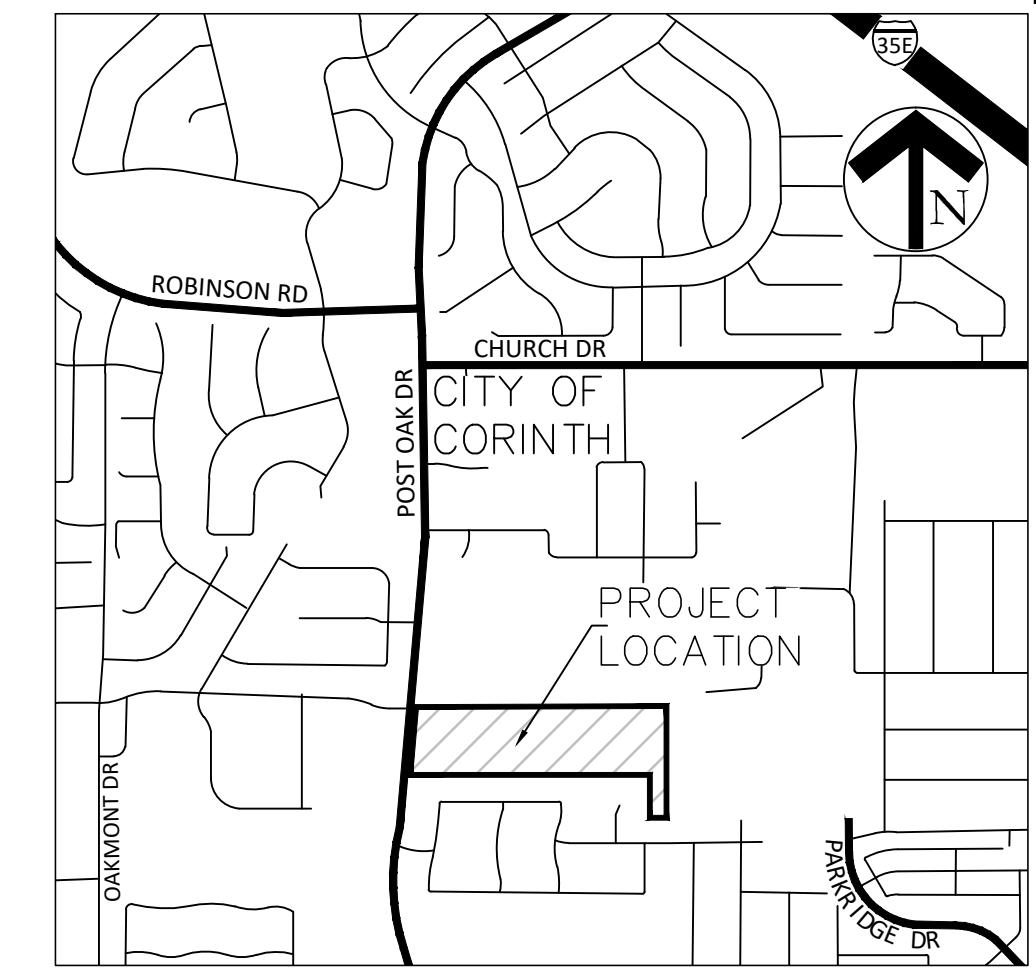 35E
N
ROBINSON RD
CHURCH DR
POST OAK DR
CITY OF
CORINTH
PROJECT
LOCATION
OAKMONT DR
PARKRIDGE DR